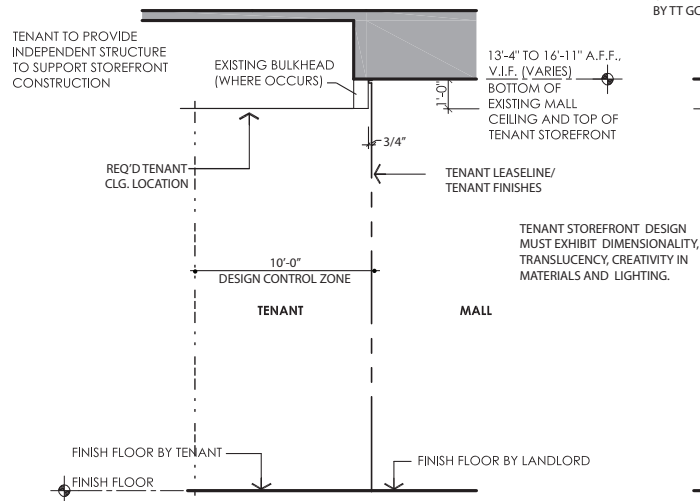 BY TT GC
TENANT TO PROVIDE
INDEPENDENT STRUCTURE
TO SUPPORT STOREFRONT
CONSTRUCTION
EXISTING BULKHEAD
(WHERE OCCURS)
13'-4" TO 16'-11" A.F.F.,
V.I.F. (VARIES)
BOTTOM OF
EXISTING MALL
CEILING AND TOP OF
TENANT STOREFRONT
1'-0"
3/4"
REQ'D TENANT
CLG. LOCATION
TENANT LEASELINE/
TENANT FINISHES
TENANT STOREFRONT DESIGN
MUST EXHIBIT DIMENSIONALITY,
TRANSLUCENCY, CREATIVITY IN
MATERIALS AND LIGHTING.
10'-0"
DESIGN CONTROL ZONE
TENANT
MALL
FINISH FLOOR BY TENANT
FINISH FLOOR BY LANDLORD
FINISH FLOOR